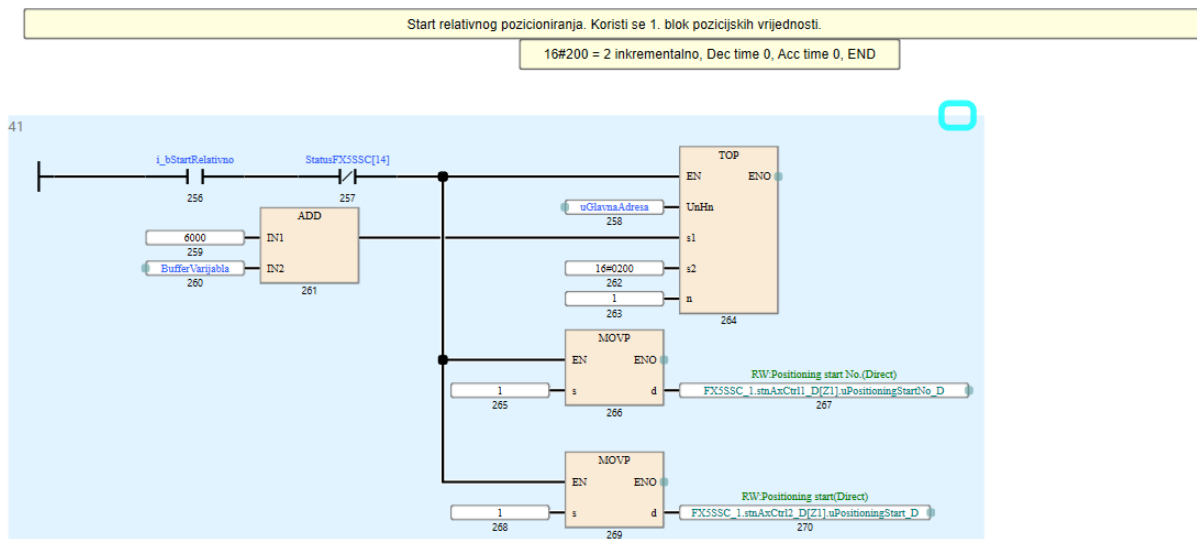 Start relativnog pozicioniranja. Koristi se 1. blok pozicijskih vrijednosti.
16#200 = 2 inkrementalno, Dec time 0, Acc time 0, END
41
i_bStartRelativno
StatusFX5SSC[14]
256
257
TOP
EN
ENO
uGlavnaAdresa
UnHn
258
ADD
6000
IN1
s1
259
BufferVarijabla
IN2
16#0200
s2
260
261
262
1
n
263
264
MOVP
EN
ENO
RW:Positioning start No.(Direct)
1
s
d
FX5SSC_1.stnAxCtrl1_D[Z1].uPositioningStartNo_D
265
266
267
MOVP
EN
ENO
RW:Positioning start(Direct)
1
s
d
FX5SSC_1.stnAxCtrl2_D[Z1].uPositioningStart_D
268
269
270